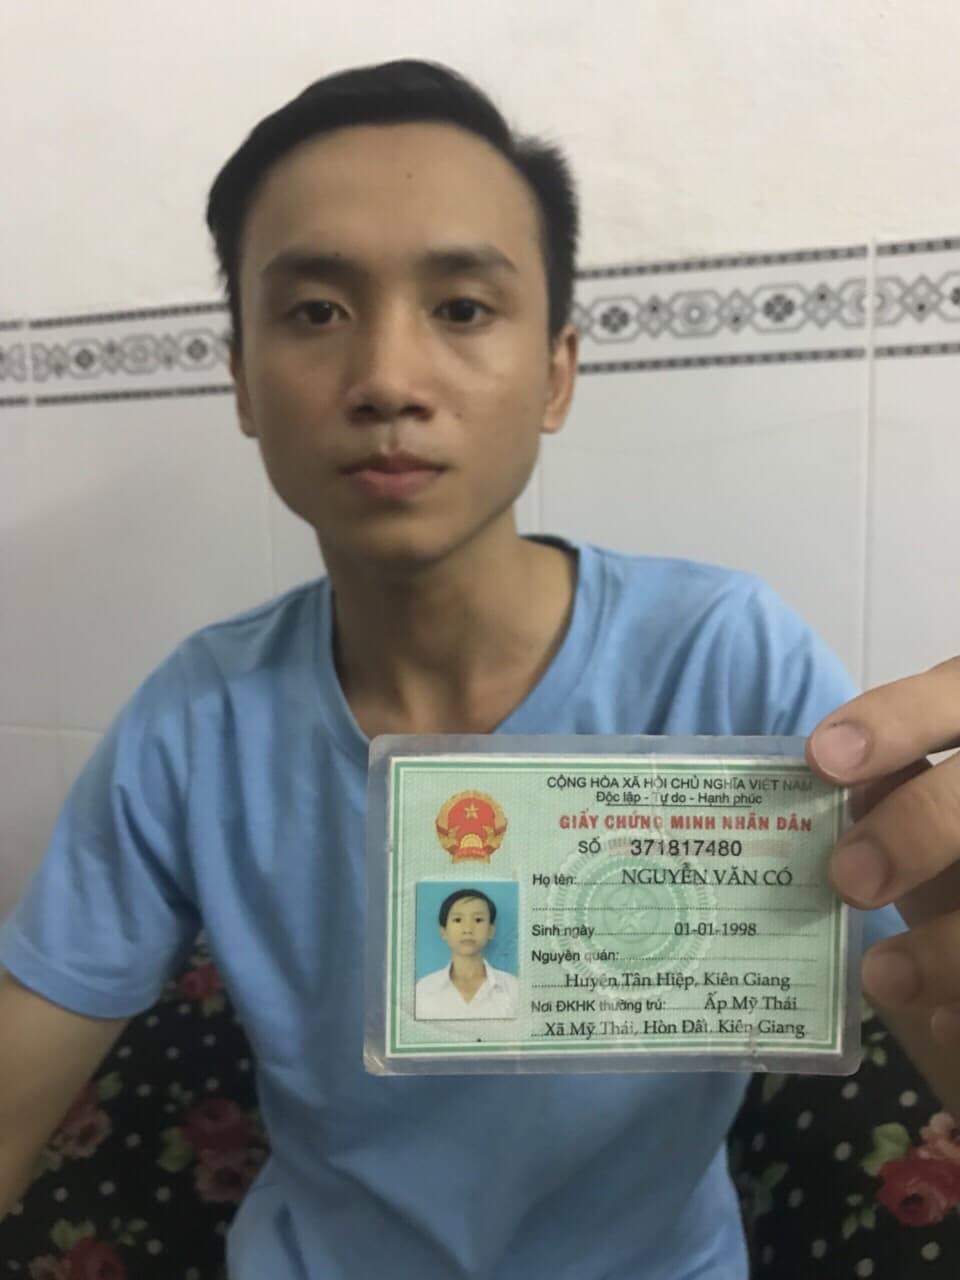 CỘNG HÒA XÃ HỘI CHỦ NGHĨA VIỆT NAM
Độc lập - Tự do - Hạnh phúc
GIẤY CHỨNG MINH NHÂN DÂN
SỐ 371817480
Họ tên: NGUYỄN VĂN CÓ
Sinh ngày 01-01-1998
Nguyên quán:
Huyện Tân Hiệp, Kiên Giang
Nơi ĐKHK thường trú: Ấp Mỹ Thái
Xã Mỹ Thái, Hòn Đất, Kiên Giang